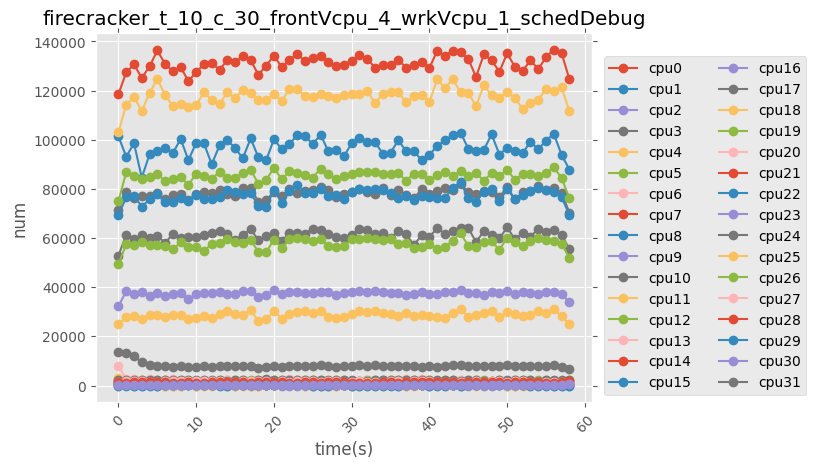 firecracker_t_10_c_30_frontVcpu_4_wrkVcpu_1_schedDebug
140000
120000
100000
80000
60000
40000
20000
0
num
0
10
20
30
40
50
60
time(s)
cpu0
cpu1
cpu2
cpu3
cpu4
cpu5
cpu6
cpu7
cpu8
cpu9
cpu10
cpu11
cpu12
cpu13
cpu14
cpu15
cpu16
cpu17
cpu18
cpu19
cpu20
cpu21
cpu22
cpu23
cpu24
cpu25
cpu26
cpu27
cpu28
cpu29
cpu30
cpu31